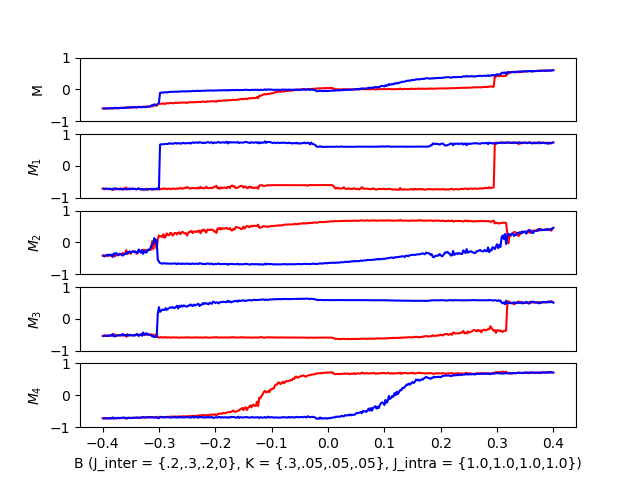 M
1
0
−1
M₁
1
0
−1
M₂
1
0
−1
M₃
1
0
−1
M₄
1
0
−1
−0.4 −0.3 −0.2 −0.1 0.0 0.1 0.2 0.3 0.4
B (J_inter = {.2,.3,.2,0}, K = {.3,.05,.05,.05}, J_intra = {1.0,1.0,1.0,1.0})